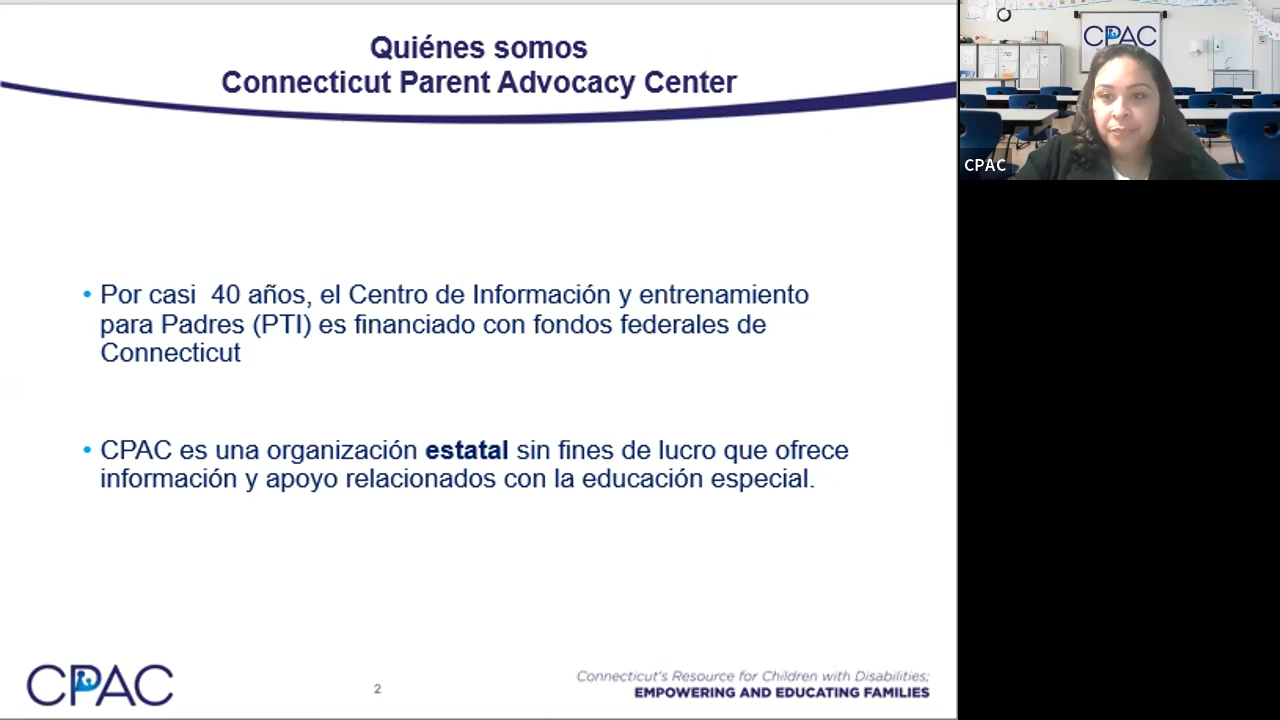 Quiénes somos
Connecticut Parent Advocacy Center
CPAC
CPAC
• Por casi  40 años, el Centro de Información y entrenamiento
para Padres (PTI) es financiado con fondos federales de
Connecticut
• CPAC es una organización estatal sin fines de lucro que ofrece
información y apoyo relacionados con la educación especial.
CPAC
2
Connecticut's Resource for Children with Disabilities;
EMPOWERING AND EDUCATING FAMILIES